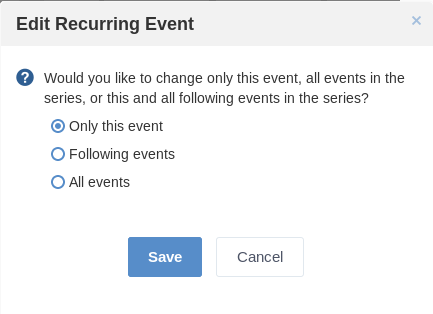 Edit Recurring Event
×
? Would you like to change only this event, all events in the
series, or this and all following events in the series?
Only this event
Following events
All events
Save Cancel